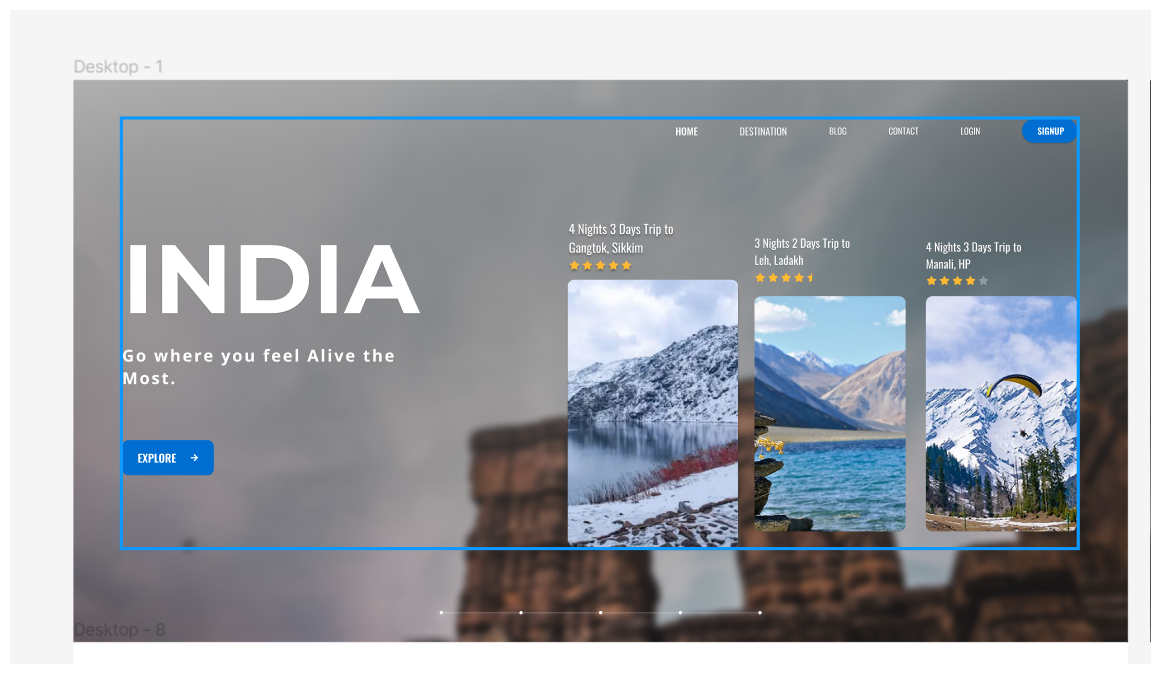 Desktop - 1
HOME DESTINATION BLOG CONTACT LOGIN SIGNUP
INDIA
Go where you feel Alive the
Most.
EXPLORE
4 Nights 3 Days Trip to
Gangtok, Sikkim
3 Nights 2 Days Trip to
Leh, Ladakh
4 Nights 3 Days Trip to
Manali, HP
Desktop - 8